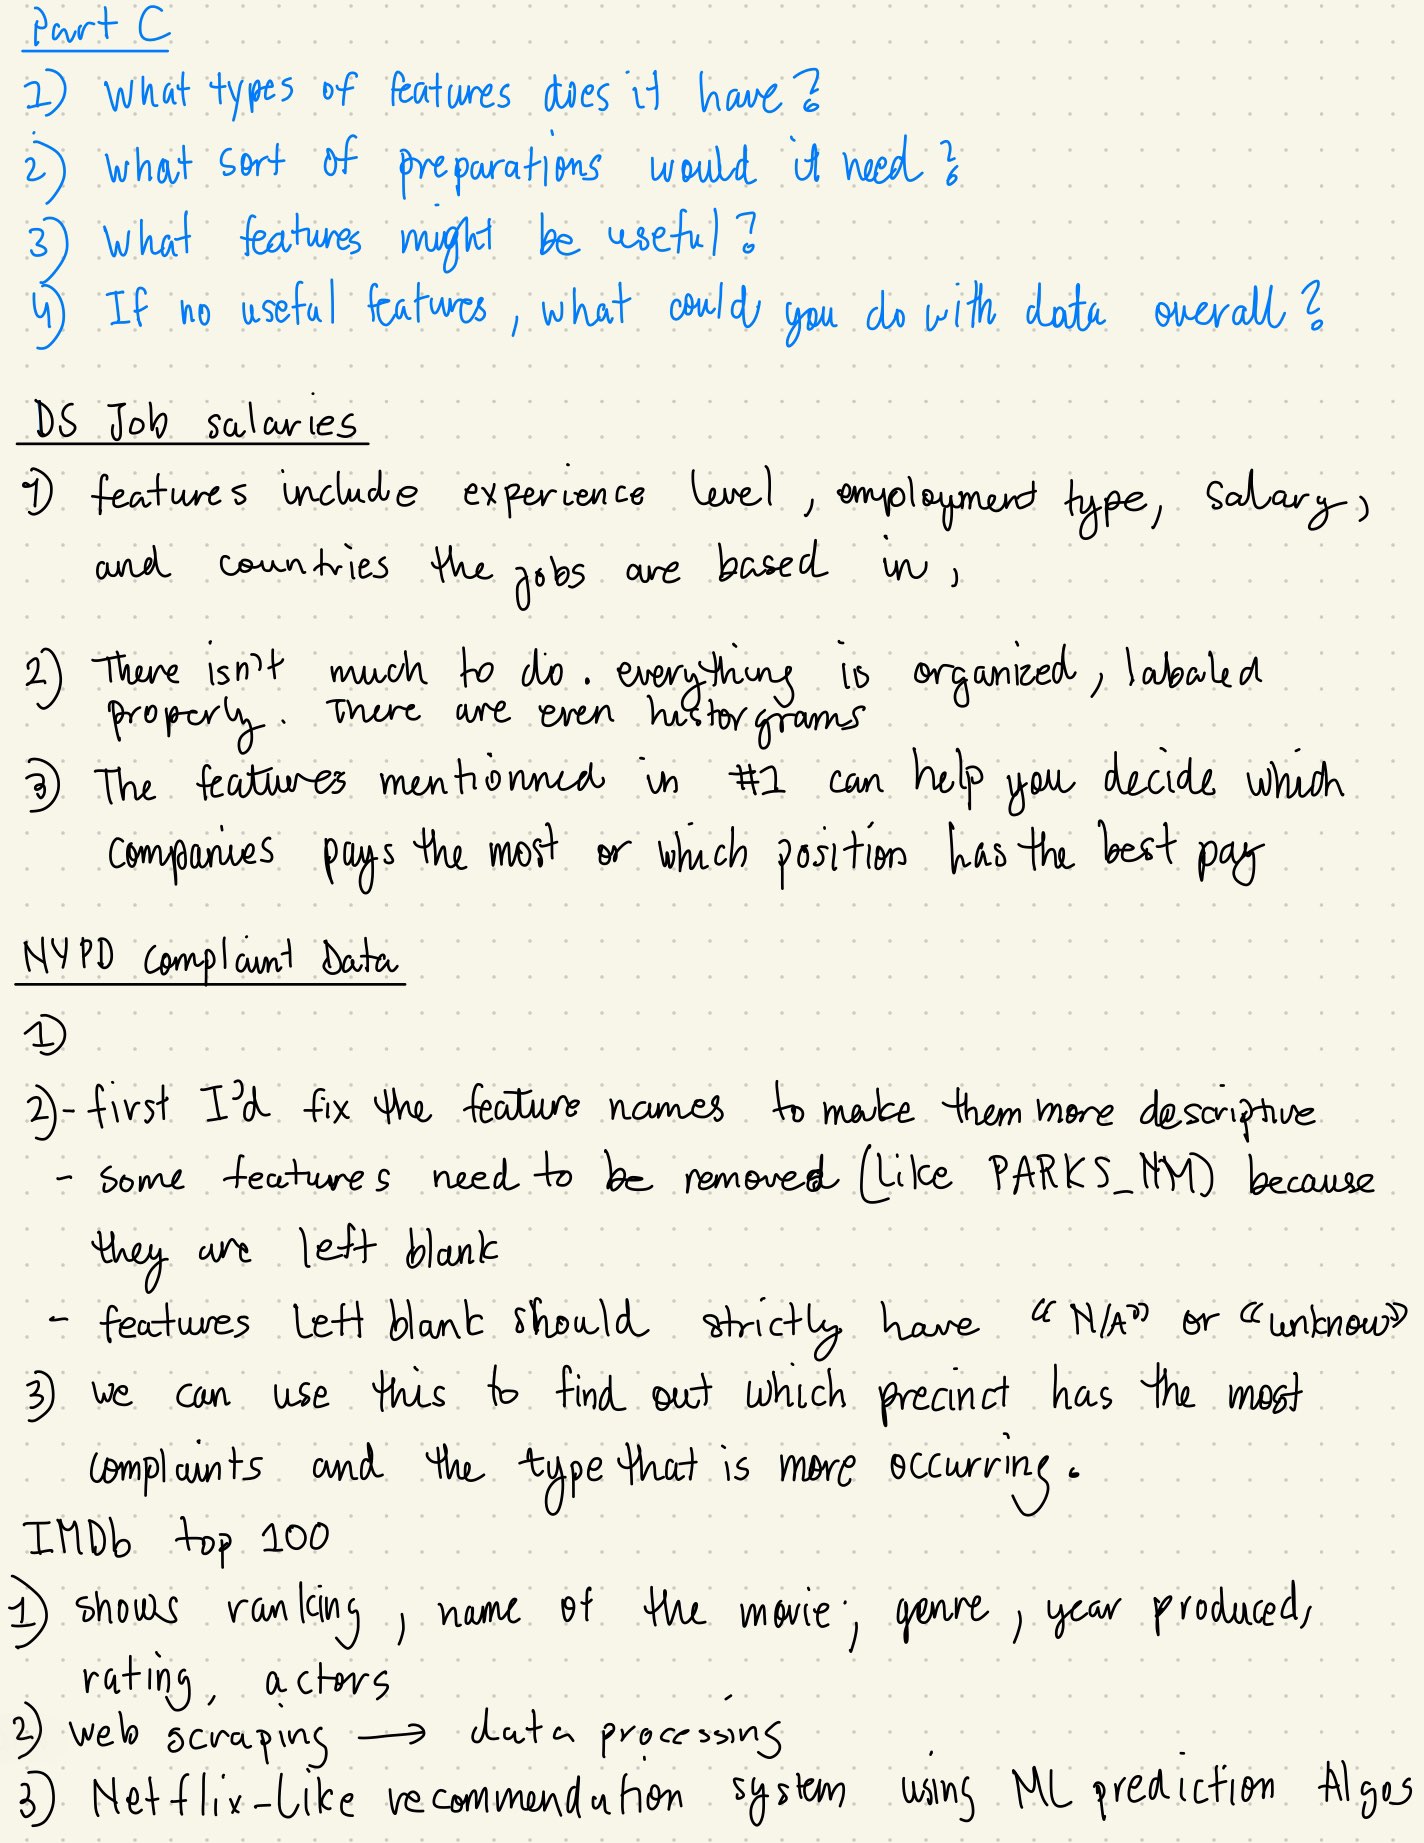 Part C
1) What types of features does it have?
2) What sort of preparations would it need?
3) What features might be useful?
4) If no useful features, what could you do with data overall?
DS Job salaries
1) features include experience level, employment type, salary,
and countries the jobs are based in,
2) There isn't much to do. everything is organized, labaled
properly. There are even historgrams
3) The features mentionned in #1 can help you decide which
companies pays the most or which position has the best pay
NYPD Complaint Data
1)
2)- first I'd fix the feature names to make them more descriptive
- some features need to be removed (like PARKS_NM) because
they are left blank
- features left blank should strictly have "N/A" or "unknow"
3) we can use this to find out which precinct has the most
complaints and the type that is more occurring.
IMDb top 100
1) shows ranking, name of the movie, genre, year produced,
rating, actors
2) web scraping → data processing
3) Netflix-like recommendation system using ML prediction Algos